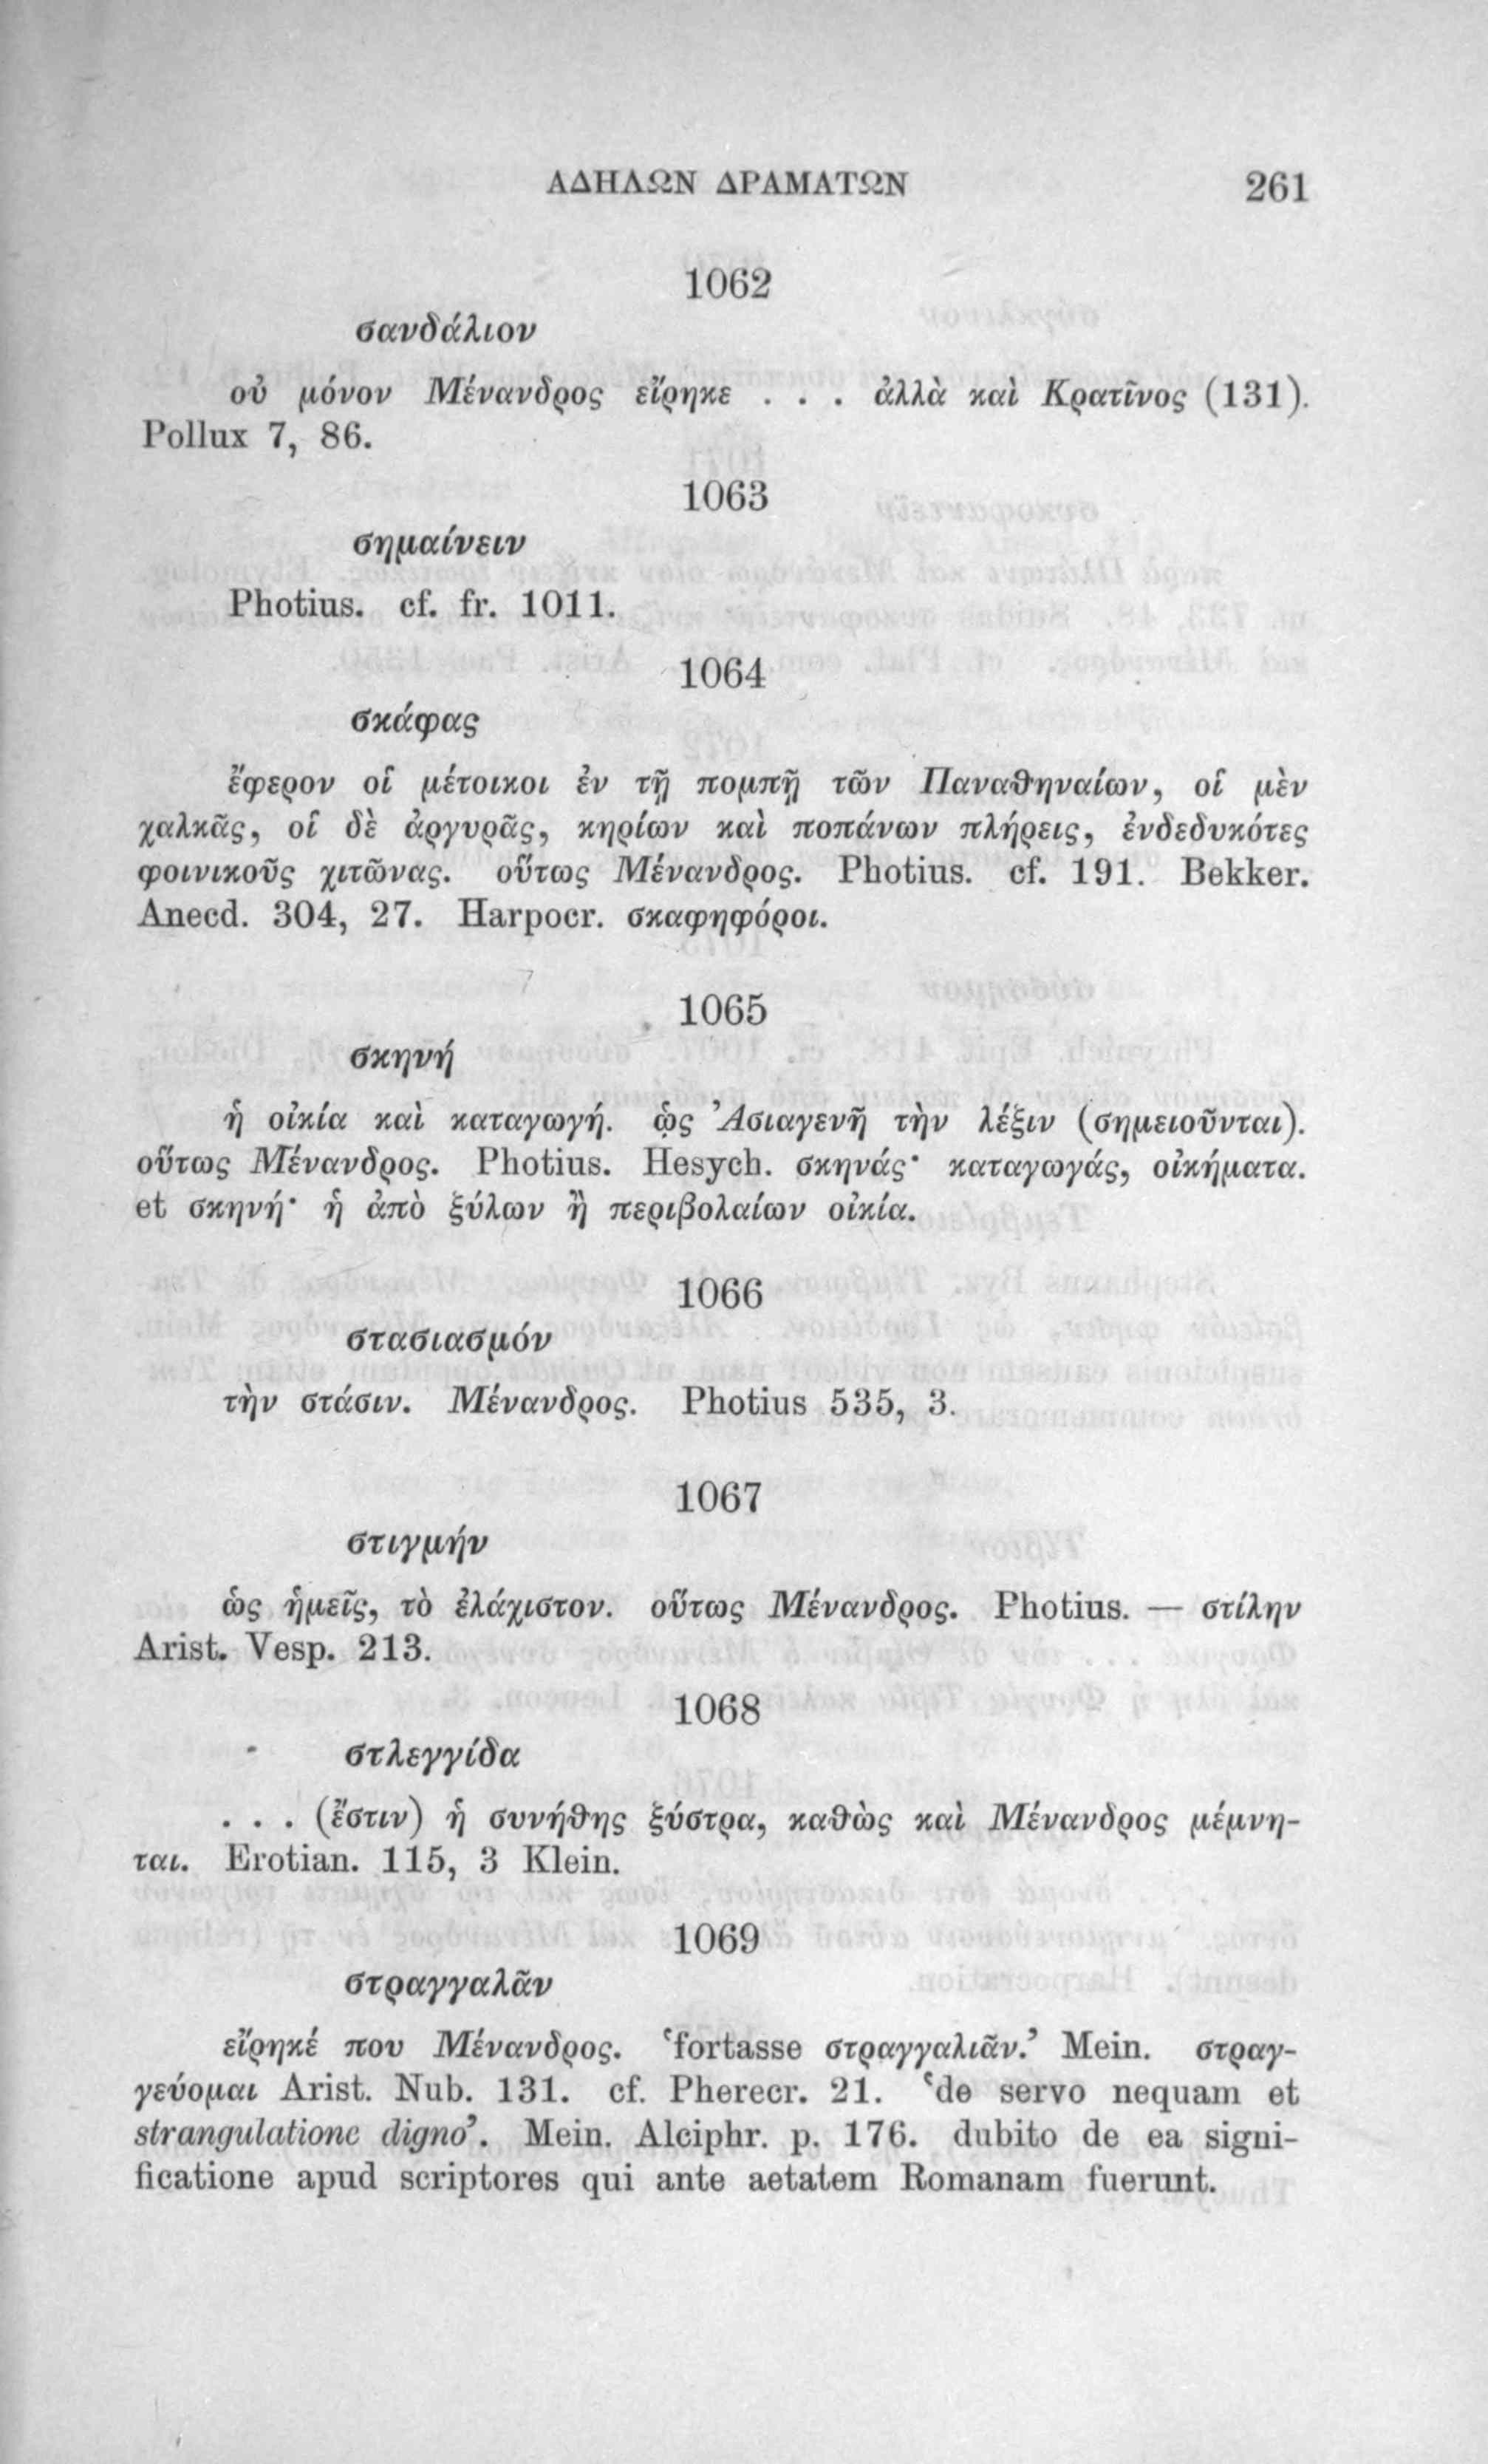 ΑΔΗΛΩΝ ΔΡΑΜΑΤΩΝ 261
1062
σανδάλιον
οὐ μόνον Μένανδρος εἴρηκε . . . ἀλλὰ καὶ Κρατῖνος (131).
Pollux 7, 86.
1063
σημαίνειν
Photius. cf. fr. 1011.
1064
σκάφας
ἔφερον οἱ μέτοικοι ἐν τῇ πομπῇ τῶν Παναθηναίων, οἱ μὲν
χαλκᾶς, οἱ δὲ ἀργυρᾶς, κηρίων καὶ ποπάνων πλήρεις, ἐνδεδυκότες
φοινικοῦς χιτῶνας. οὕτως Μένανδρος. Photius. cf. 191. Bekker.
Anecd. 304, 27. Harpocr. σκαφηφόροι.
1065
σκηνή
ἡ οἰκία καὶ καταγωγή. ᾧς Ἀσιαγενῆ τὴν λέξιν (σημειοῦνται).
οὕτως Μένανδρος. Photius. Hesych. σκηνάς· καταγωγάς, οἰκήματα.
et σκηνή· ἡ ἀπὸ ξύλων ἢ περιβολαίων οἰκία.
1066
στασιασμόν
τὴν στάσιν. Μένανδρος. Photius 535, 3.
1067
στιγμήν
ὡς ἡμεῖς, τὸ ἐλάχιστον. οὕτως Μένανδρος. Photius. — στίλην
Arist. Vesp. 213.
1068
στλεγγίδα
. . . (ἔστιν) ἡ συνήθης ξύστρα, καθὼς καὶ Μένανδρος μέμνη-
ται. Erotian. 115, 3 Klein.
1069
στραγγαλᾶν
εἴρηκέ που Μένανδρος. ‘fortasse στραγγαλιᾶν.’ Mein. στραγ-
γεύομαι Arist. Nub. 131. cf. Pherecr. 21. ‘de servo nequam et
strangulatione digno’. Mein. Alciphr. p. 176. dubito de ea signi-
ficatione apud scriptores qui ante aetatem Romanam fuerunt.